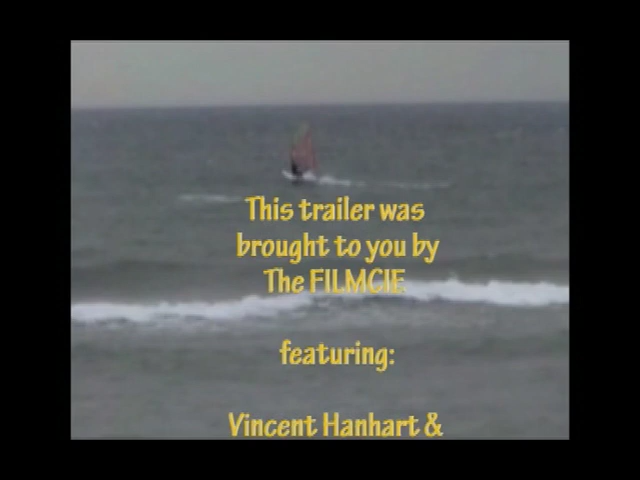 This trailer was
brought to you by
The FILMCIE
featuring:
Vincent Hanhart &